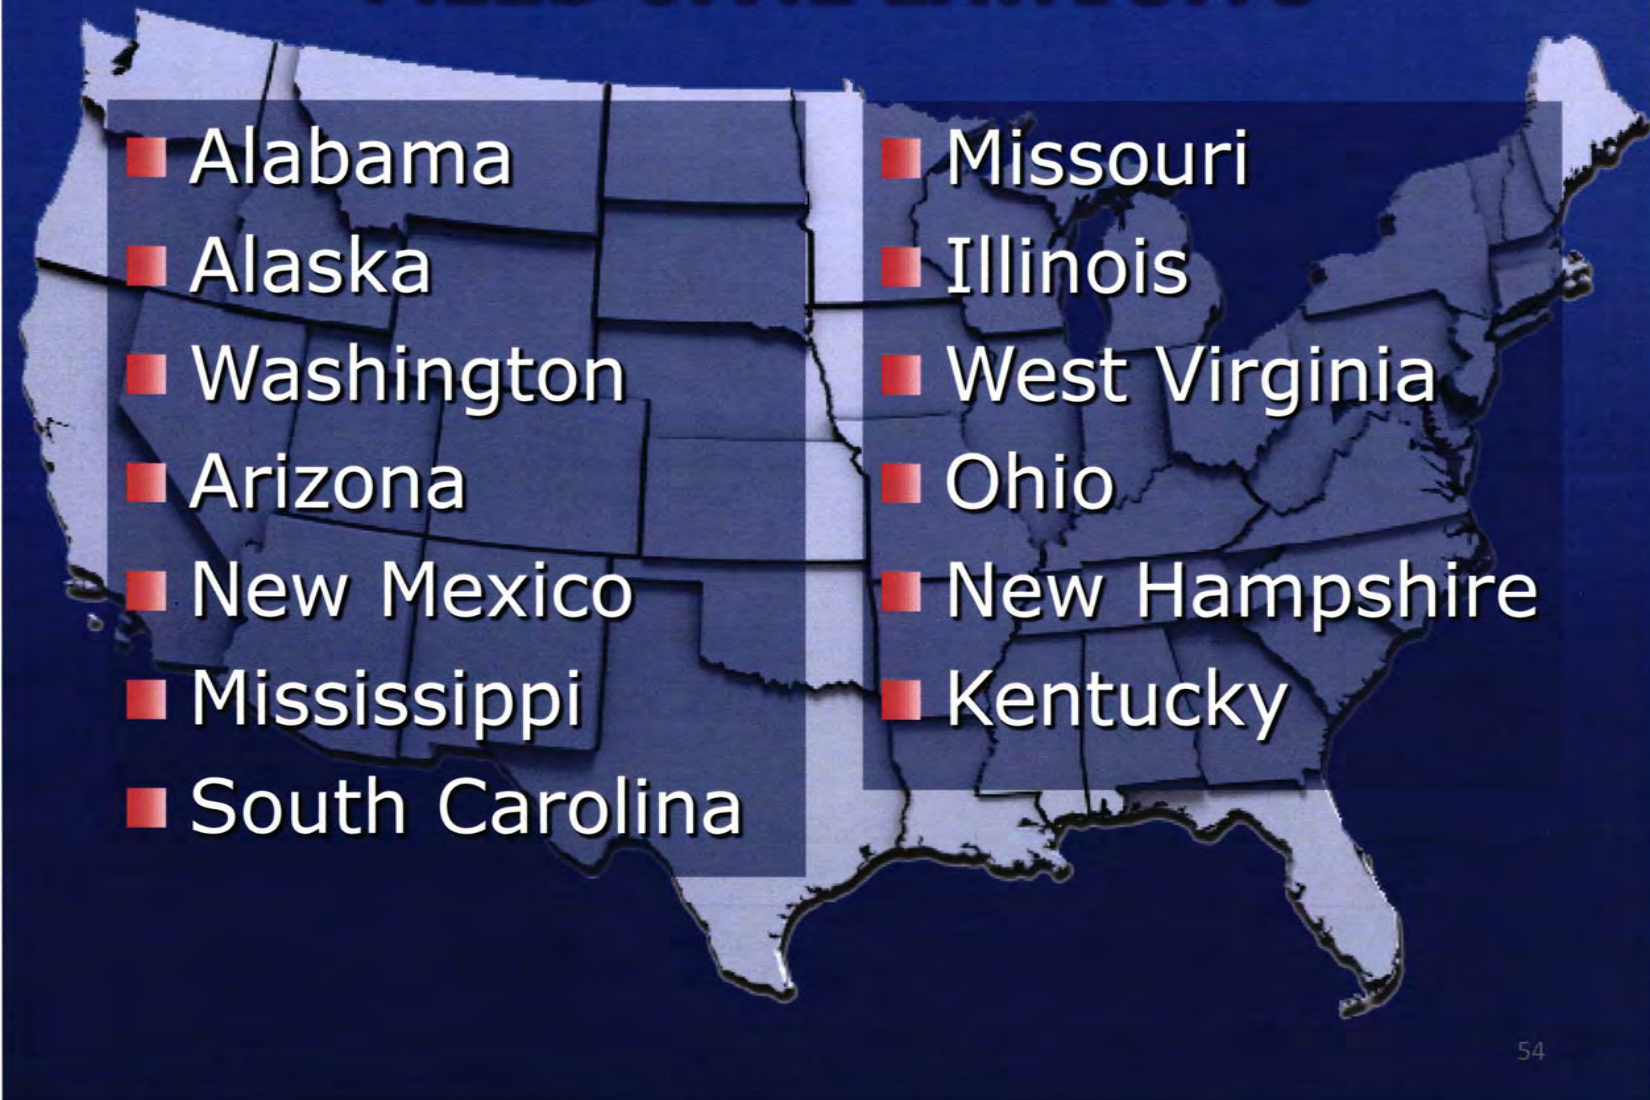 Alabama
Alaska
Washington
Arizona
New Mexico
Mississippi
South Carolina
Missouri
Illinois
West Virginia
Ohio
New Hampshire
Kentucky
54